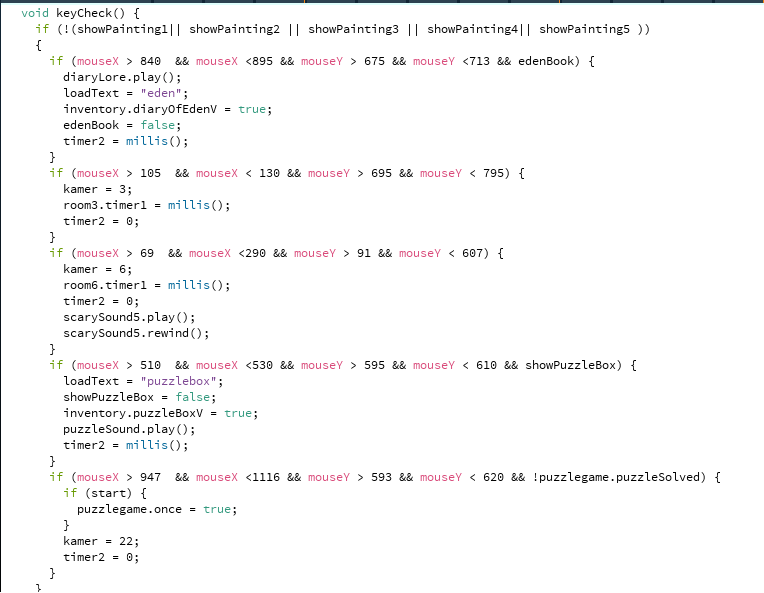 void keyCheck() {
if (!(showPainting1|| showPainting2 || showPainting3 || showPainting4|| showPainting5 ))
{
if (mouseX > 840  && mouseX <895 && mouseY > 675 && mouseY <713 && edenBook) {
diaryLore.play();
loadText = "eden";
inventory.diaryOfEdenV = true;
edenBook = false;
timer2 = millis();
}
if (mouseX > 105  && mouseX < 130 && mouseY > 695 && mouseY < 795) {
kamer = 3;
room3.timer1 = millis();
timer2 = 0;
}
if (mouseX > 69  && mouseX <290 && mouseY > 91 && mouseY < 607) {
kamer = 6;
room6.timer1 = millis();
timer2 = 0;
scarySound5.play();
scarySound5.rewind();
}
if (mouseX > 510  && mouseX <530 && mouseY > 595 && mouseY < 610 && showPuzzleBox) {
loadText = "puzzlebox";
showPuzzleBox = false;
inventory.puzzleBoxV = true;
puzzleSound.play();
timer2 = millis();
}
if (mouseX > 947  && mouseX <1116 && mouseY > 593 && mouseY < 620 && !puzzlegame.puzzleSolved) {
if (start) {
puzzlegame.once = true;
}
kamer = 22;
timer2 = 0;
}
}